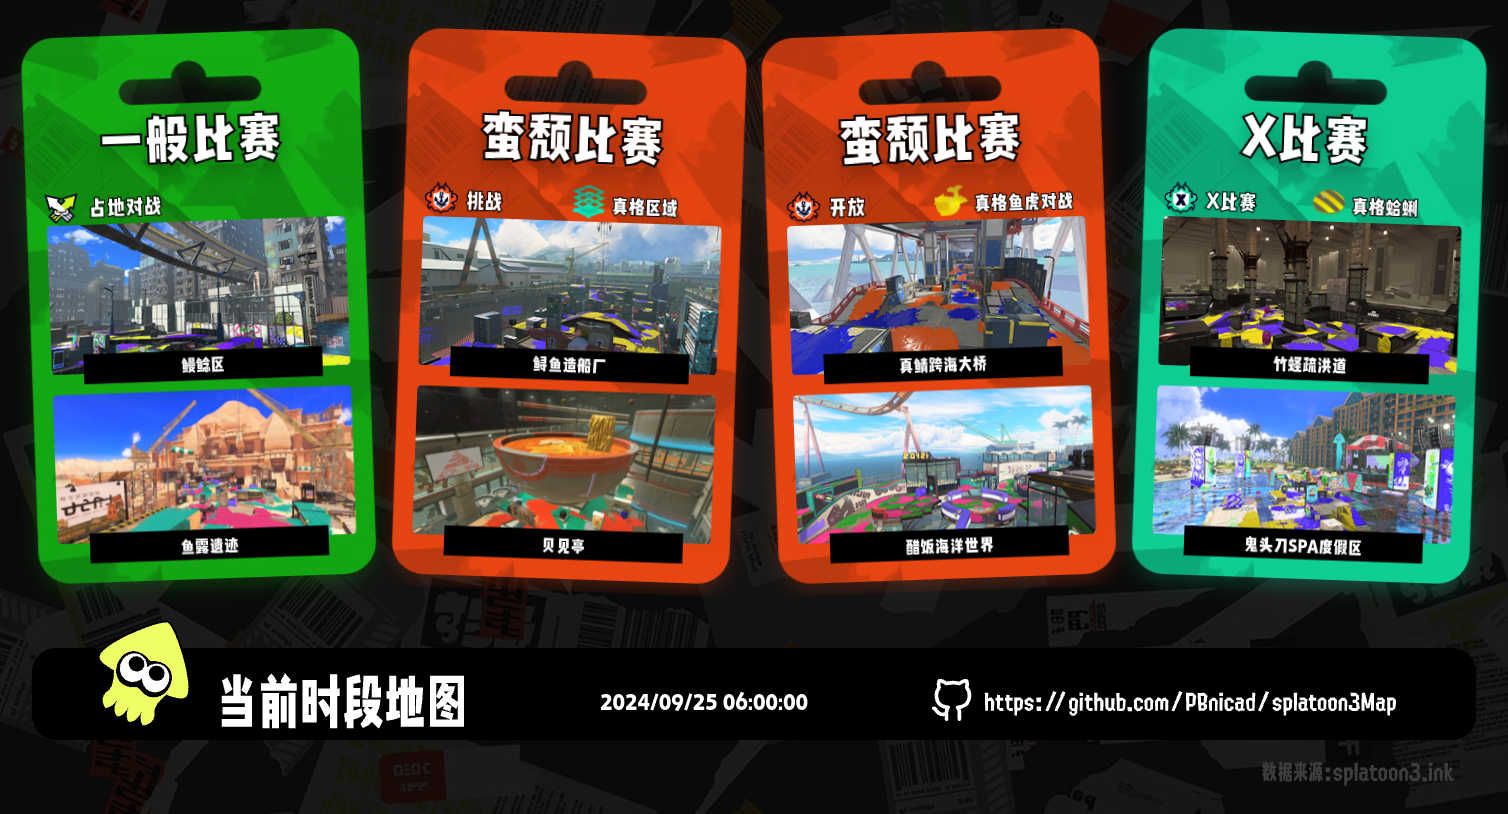 一般比赛
占地对战
鳗鲶区
鱼露遗迹
蛮颓比赛
挑战
真格区域
鲟鱼造船厂
贝见亭
蛮颓比赛
开放
真格鱼虎对战
真鲭跨海大桥
醋饭海洋世界
X比赛
X比赛
真格蛤蜊
竹蛏疏洪道
鬼头刀SPA度假区
当前时段地图
2024/09/25 06:00:00
https://github.com/PBnicad/splatoon3Map
数据来源:splatoon3.ink